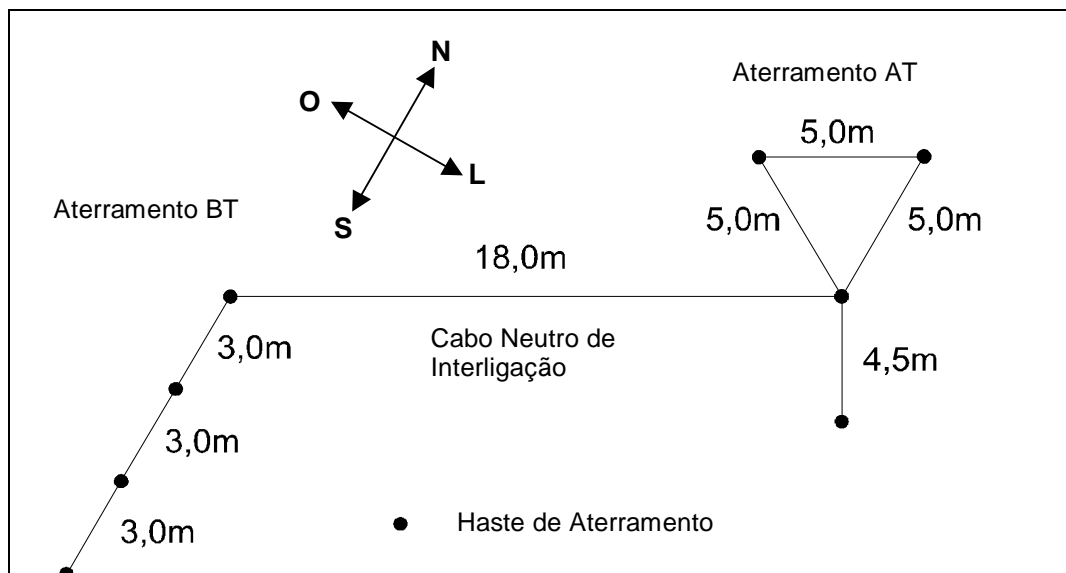 N
Aterramento AT
O
5,0m
L
Aterramento BT
S
5,0m
5,0m
18,0m
3,0m
Cabo Neutro de
Interligação
4,5m
3,0m
3,0m
Haste de Aterramento